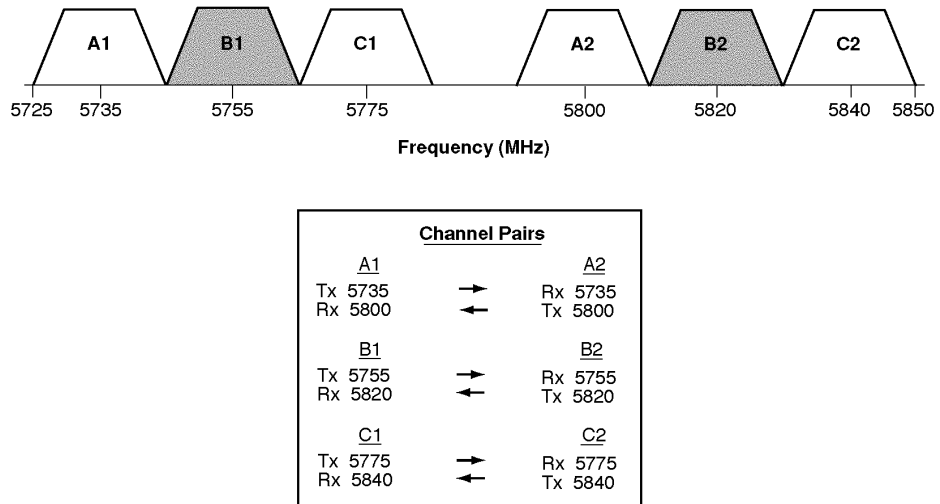 A1 B1 C1 A2 B2 C2
5725 5735 5755 5775 5800 5820 5840 5850
Frequency (MHz)
Channel Pairs
A1 A2
Tx 5735 Rx 5735
Rx 5800 Tx 5800
B1 B2
Tx 5755 Rx 5755
Rx 5820 Tx 5820
C1 C2
Tx 5775 Rx 5775
Rx 5840 Tx 5840